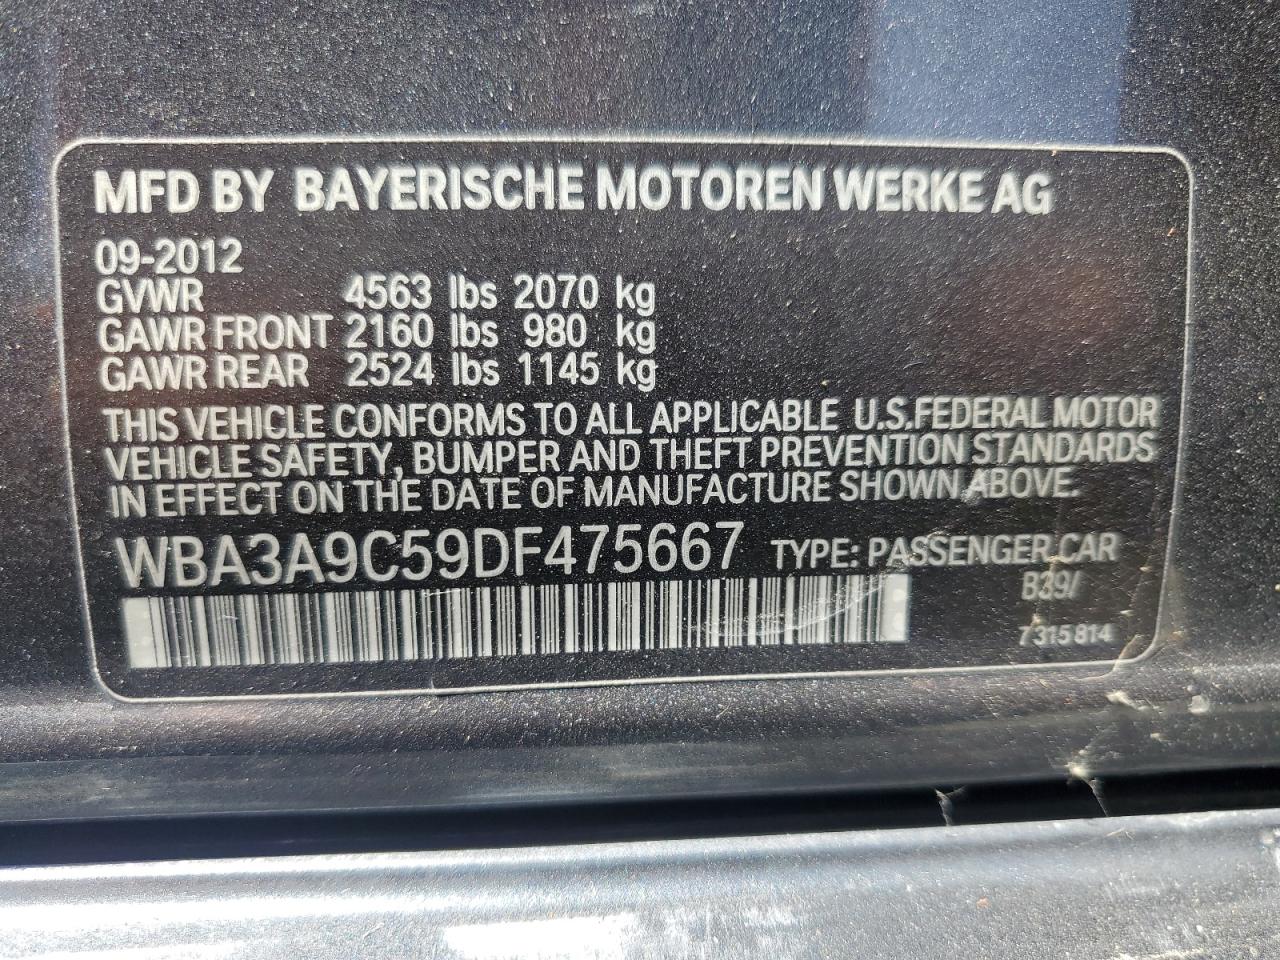 MFD BY BAYERISCHE MOTOREN WERKE AG
09-2012
GVWR 4563 lbs 2070 kg
GAWR FRONT 2160 lbs 980 kg
GAWR REAR 2524 lbs 1145 kg
THIS VEHICLE CONFORMS TO ALL APPLICABLE U.S.FEDERAL MOTOR
VEHICLE SAFETY, BUMPER AND THEFT PREVENTION STANDARDS
IN EFFECT ON THE DATE OF MANUFACTURE SHOWN ABOVE.
WBA3A9C59DF475667 TYPE: PASSENGER CAR
B39/
7 315 814